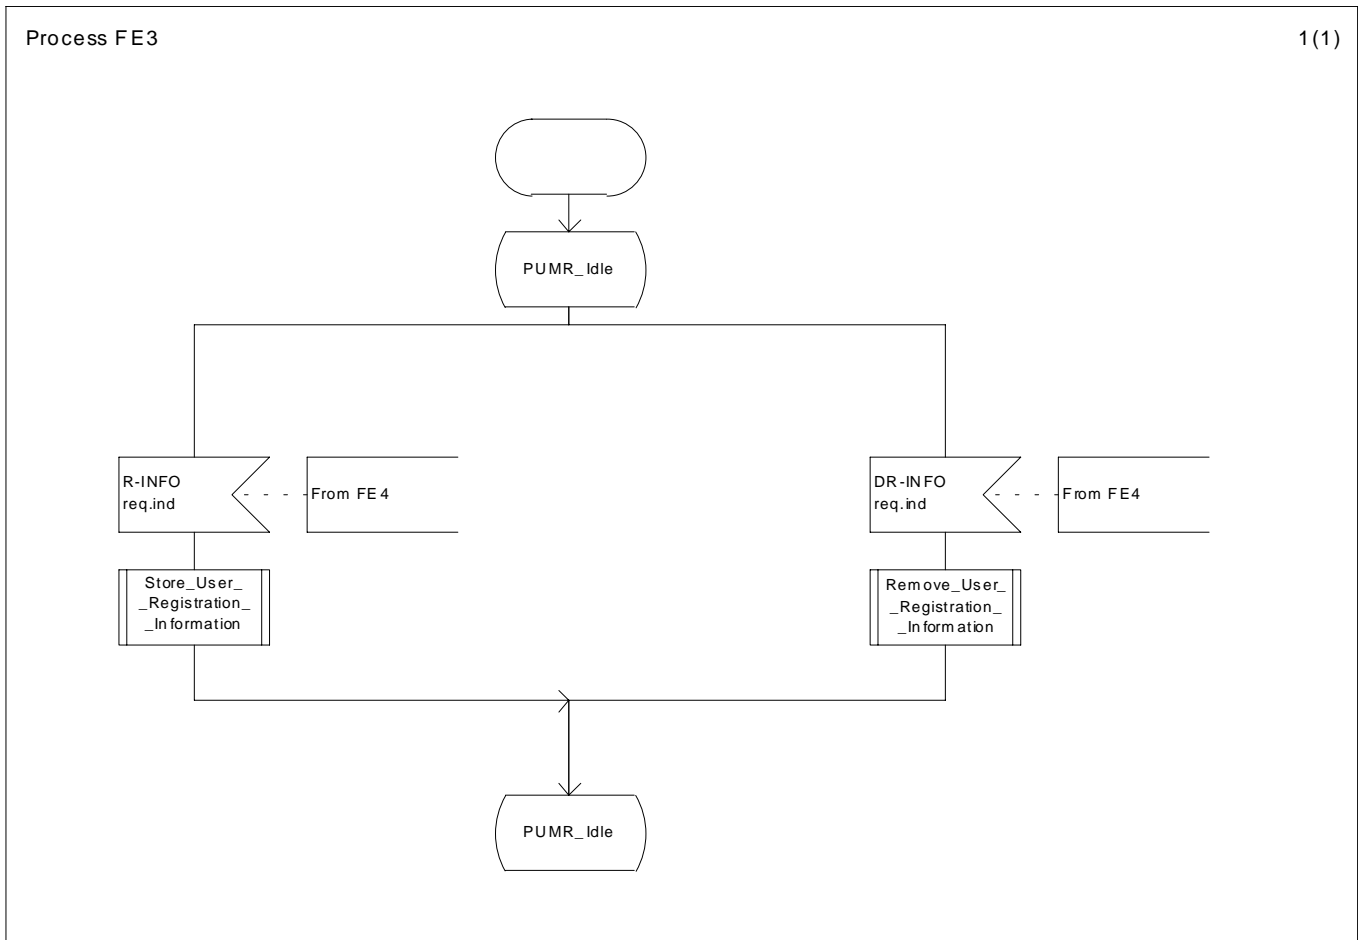 Process FE3
1(1)
PUMR_Idle
R-INFO
req.ind
From FE4
DR-INFO
req.ind
From FE4
Store_User_
_Registration_
_Information
Remove_User_
_Registration_
_Information
PUMR_Idle